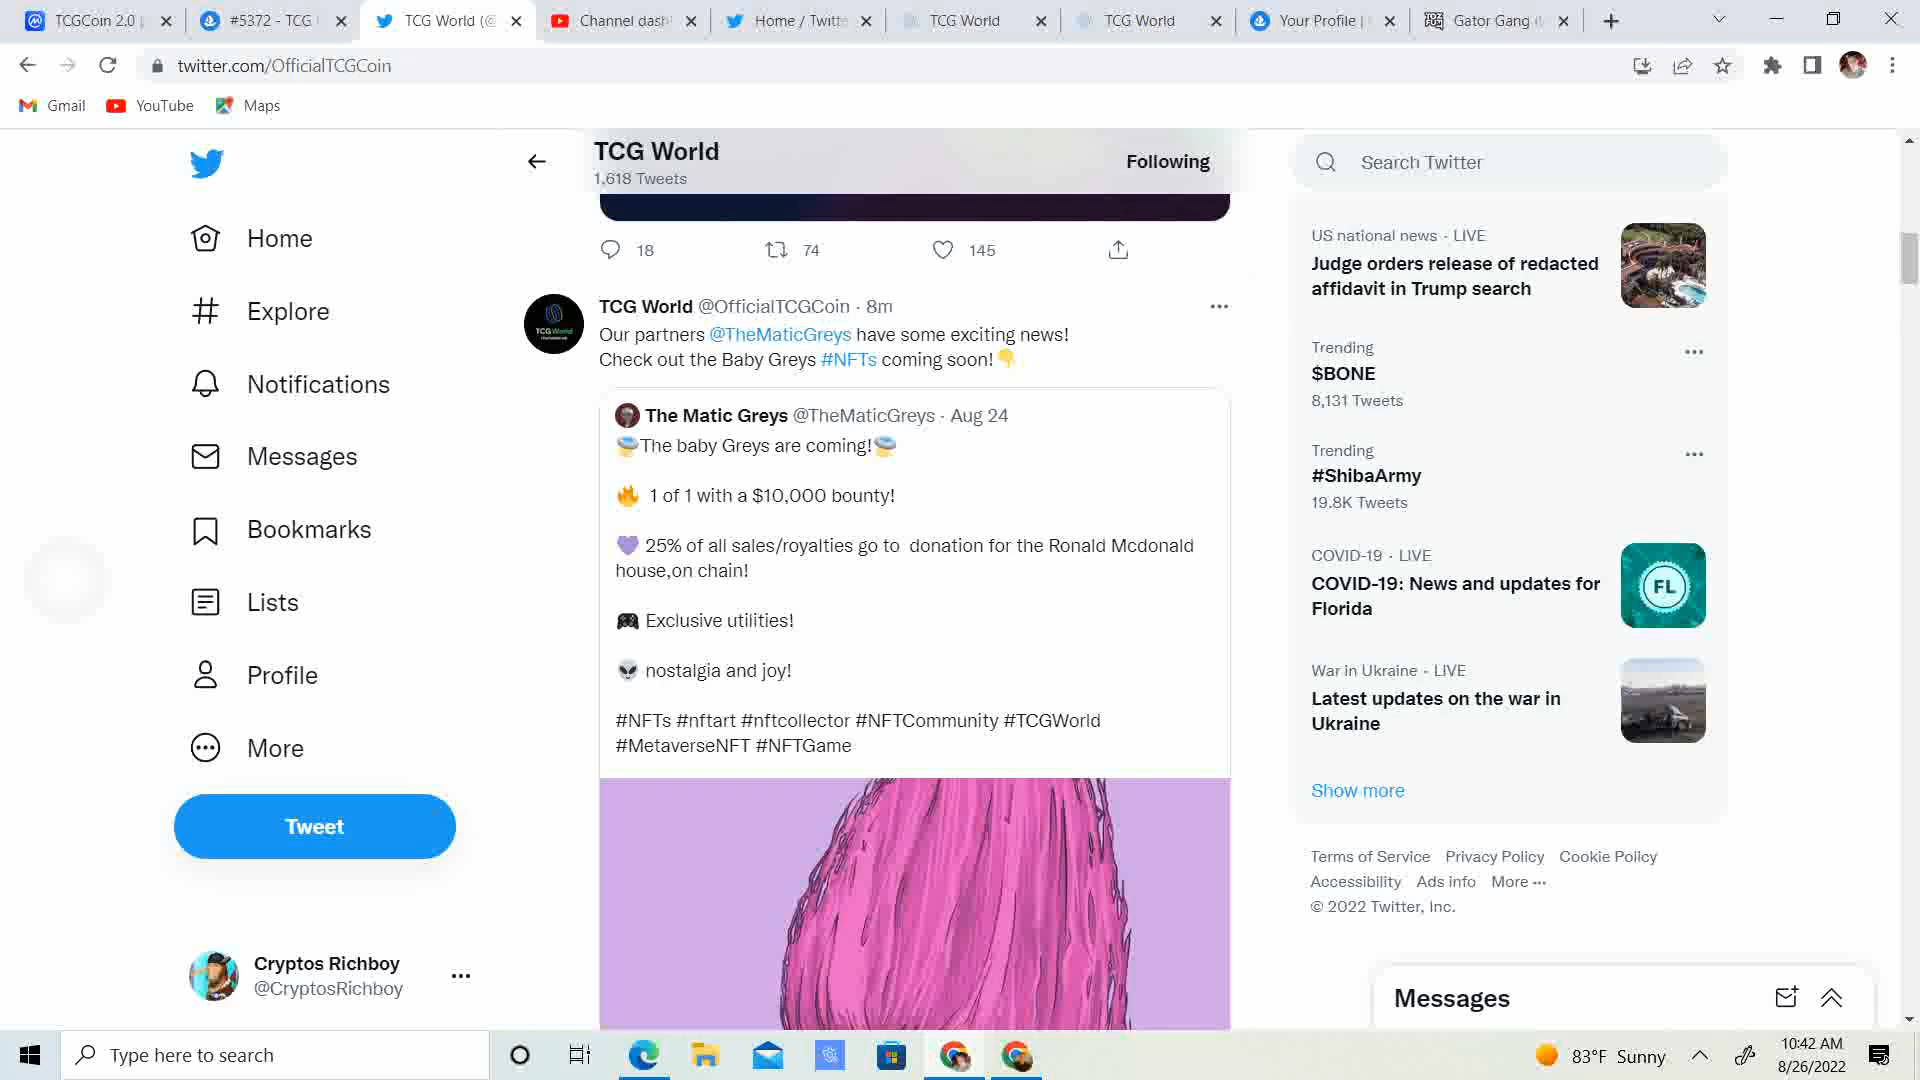 TCGCoin 2.0
#5372 - TCG
TCG World (@
Channel dash
Home / Twitte
TCG World
TCG World
Your Profile |
Gator Gang (
twitter.com/OfficialTCGCoin
Gmail
YouTube
Maps
TCG World
1,618 Tweets
Following
Search Twitter
Home
Explore
Notifications
Messages
Bookmarks
Lists
Profile
More
Tweet
Cryptos Richboy
@CryptosRichboy
18
74
145
TCG World @OfficialTCGCoin · 8m
Our partners @TheMaticGreys have some exciting news!
Check out the Baby Greys #NFTs coming soon!👇
The Matic Greys @TheMaticGreys · Aug 24
The baby Greys are coming!
🔥 1 of 1 with a $10,000 bounty!
💜 25% of all sales/royalties go to donation for the Ronald Mcdonald
house,on chain!
🎮 Exclusive utilities!
👽 nostalgia and joy!
#NFTs #nftart #nftcollector #NFTCommunity #TCGWorld
#MetaverseNFT #NFTGame
US national news · LIVE
Judge orders release of redacted
affidavit in Trump search
Trending
$BONE
8,131 Tweets
Trending
#ShibaArmy
19.8K Tweets
COVID-19 · LIVE
COVID-19: News and updates for
Florida
FL
War in Ukraine · LIVE
Latest updates on the war in
Ukraine
Show more
Terms of Service Privacy Policy Cookie Policy
Accessibility Ads info More ···
© 2022 Twitter, Inc.
Messages
Type here to search
83°F Sunny
10:42 AM
8/26/2022